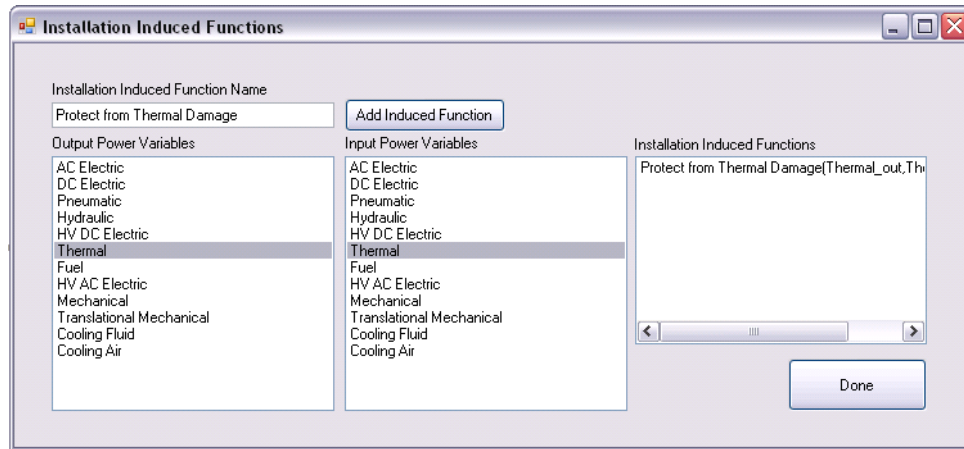 Installation Induced Functions
Installation Induced Function Name
Protect from Thermal Damage
Add Induced Function
Output Power Variables
AC Electric
DC Electric
Pneumatic
Hydraulic
HV DC Electric
Thermal
Fuel
HV AC Electric
Mechanical
Translational Mechanical
Cooling Fluid
Cooling Air
Input Power Variables
AC Electric
DC Electric
Pneumatic
Hydraulic
HV DC Electric
Thermal
Fuel
HV AC Electric
Mechanical
Translational Mechanical
Cooling Fluid
Cooling Air
Installation Induced Functions
Protect from Thermal Damage(Thermal_out,The
Done